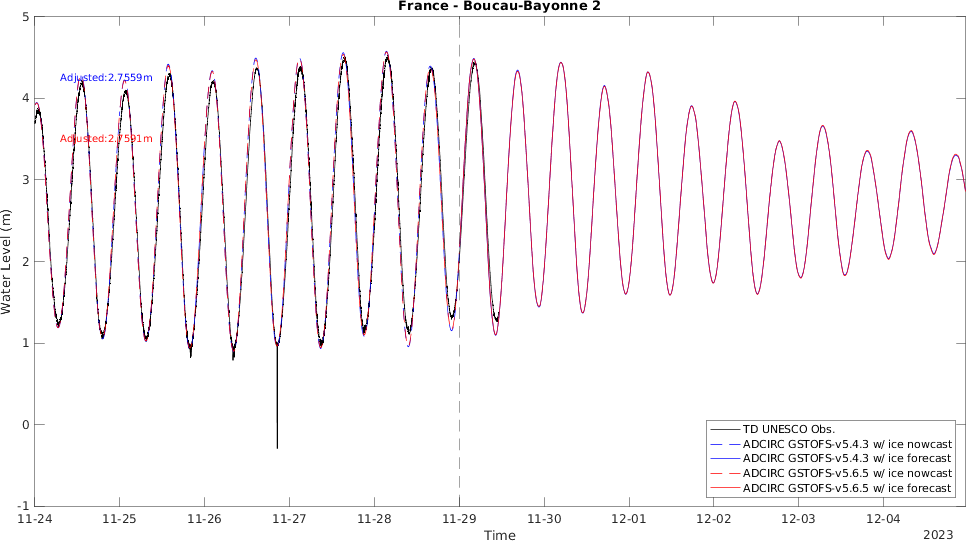 France - Boucau-Bayonne 2
5
4
3
2
1
0
-1
Water Level (m)
Adjusted:2.7559m
Adjusted:2.7591m
TD UNESCO Obs.
ADCIRC GSTOFS-v5.4.3 w/ ice nowcast
ADCIRC GSTOFS-v5.4.3 w/ ice forecast
ADCIRC GSTOFS-v5.6.5 w/ ice nowcast
ADCIRC GSTOFS-v5.6.5 w/ ice forecast
11-24 11-25 11-26 11-27 11-28 11-29 11-30 12-01 12-02 12-03 12-04
Time
2023